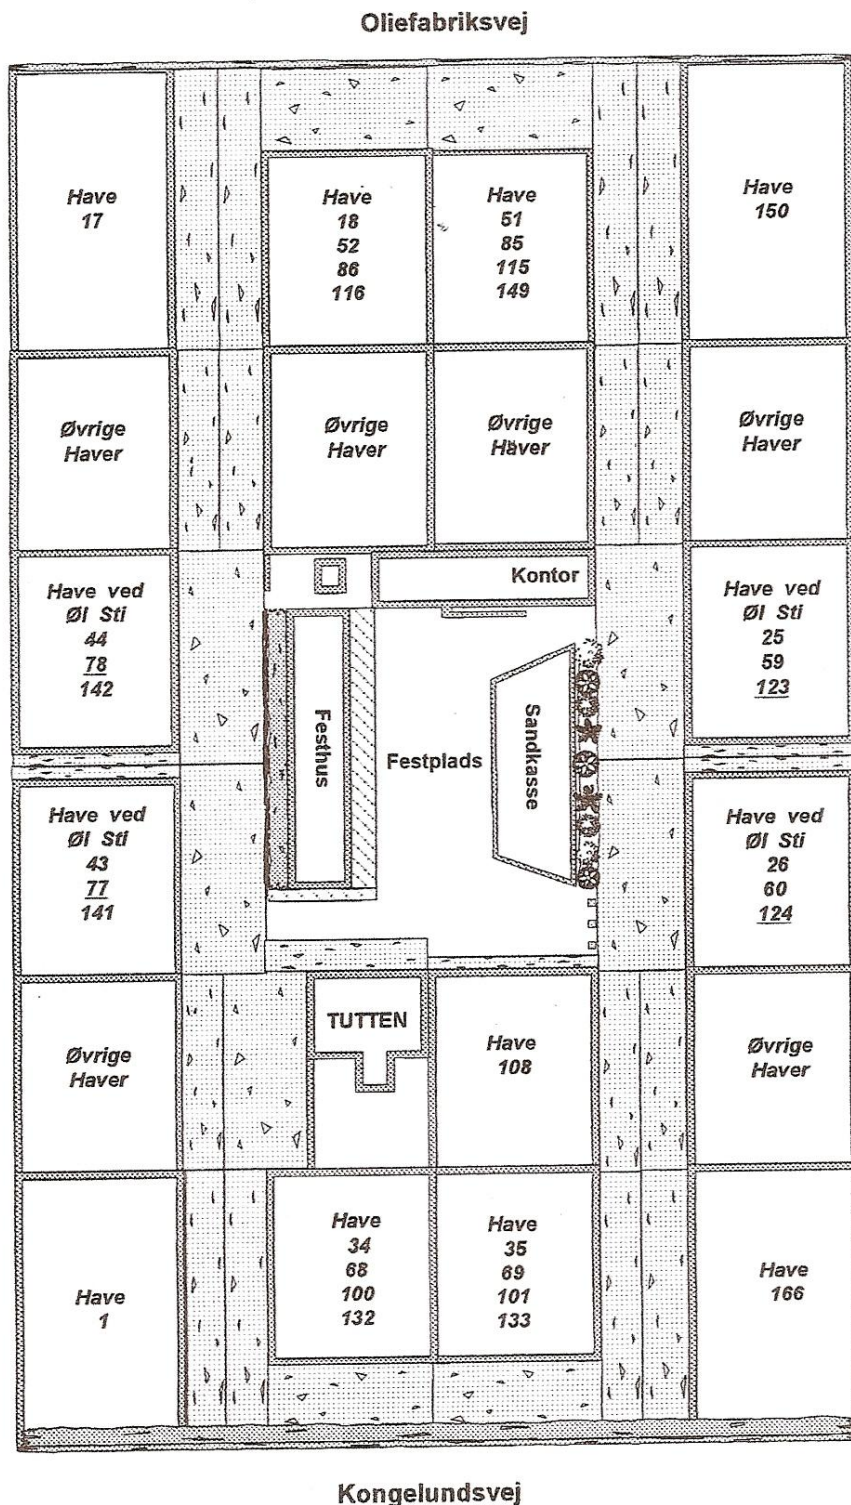 Oliefabriksvej
Have
17
Have
18
52
86
116
Have
51
85
115
149
Have
150
Øvrige
Haver
Øvrige
Haver
Øvrige
Haver
Øvrige
Haver
Have ved
Øl Sti
44
78
142
Kontor
Have ved
Øl Sti
25
59
123
Festhus
Festplads
Sandkasse
Have ved
Øl Sti
43
77
141
Have ved
Øl Sti
26
60
124
Øvrige
Haver
TUTTEN
Have
108
Øvrige
Haver
Have
1
Have
34
68
100
132
Have
35
69
101
133
Have
166
Kongelundsvej